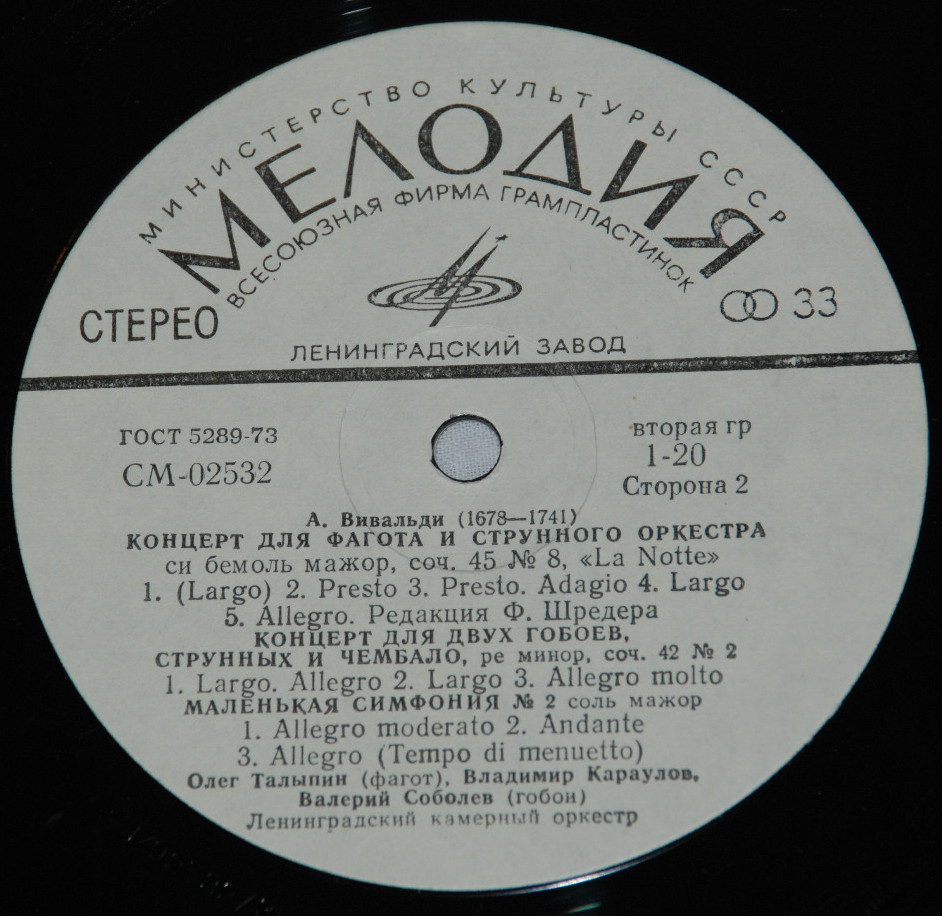 МИНИСТЕРСТВО КУЛЬТУРЫ СССР
МЕЛОДИЯ
ВСЕСОЮЗНАЯ ФИРМА ГРАМПЛАСТИНОК
СТЕРЕО
33
ЛЕНИНГРАДСКИЙ ЗАВОД
ГОСТ 5289-73
вторая гр
СМ-02532
1-20
Сторона 2
А. Вивальди (1678—1741)
КОНЦЕРТ ДЛЯ ФАГОТА И СТРУННОГО ОРКЕСТРА
си бемоль мажор, соч. 45 № 8, «La Notte»
1. (Largo) 2. Presto 3. Presto. Adagio 4. Largo
5. Allegro. Редакция Ф. Шредера
КОНЦЕРТ ДЛЯ ДВУХ ГОБОЕВ,
СТРУННЫХ И ЧЕМБАЛО, ре минор, соч. 42 № 2
1. Largo. Allegro 2. Largo 3. Allegro molto
МАЛЕНЬКАЯ СИМФОНИЯ № 2 соль мажор
1. Allegro moderato 2. Andante
3. Allegro (Tempo di menuetto)
Олег Талыпин (фагот), Владимир Караулов,
Валерий Соболев (гобои)
Ленинградский камерный оркестр